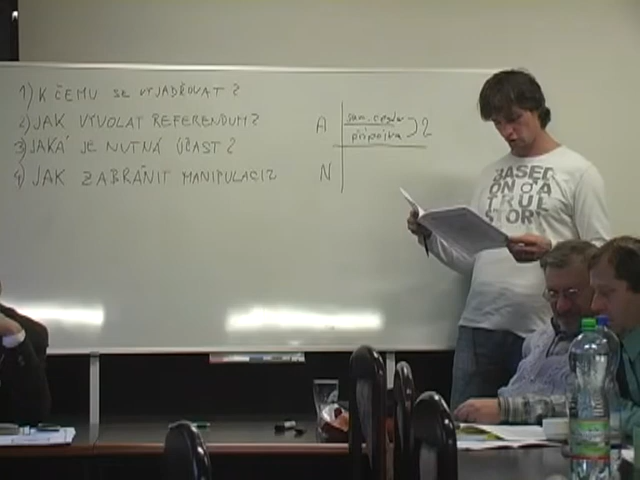 1) K ČEMU SE VYJADŘOVAT?
2) JAK VYVOLAT REFERENDUM?
3) JAKÁ JE NUTNÁ ÚČAST?
4) JAK ZABRÁNIT MANIPULACI?
A
N
BASED
ON A
TRUE
STORY